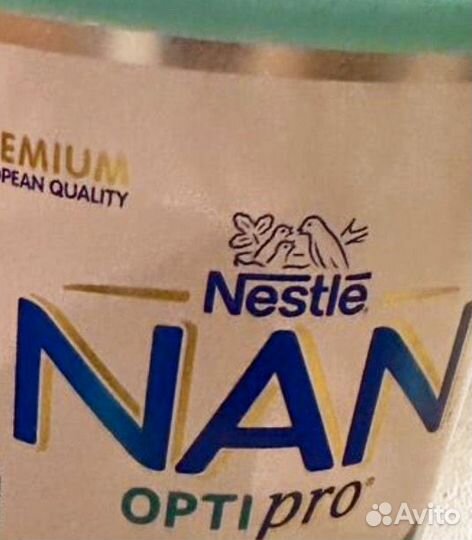 EMIUM
PEAN QUALITY
Nestlé
NAN
OPTIpro®
Avito